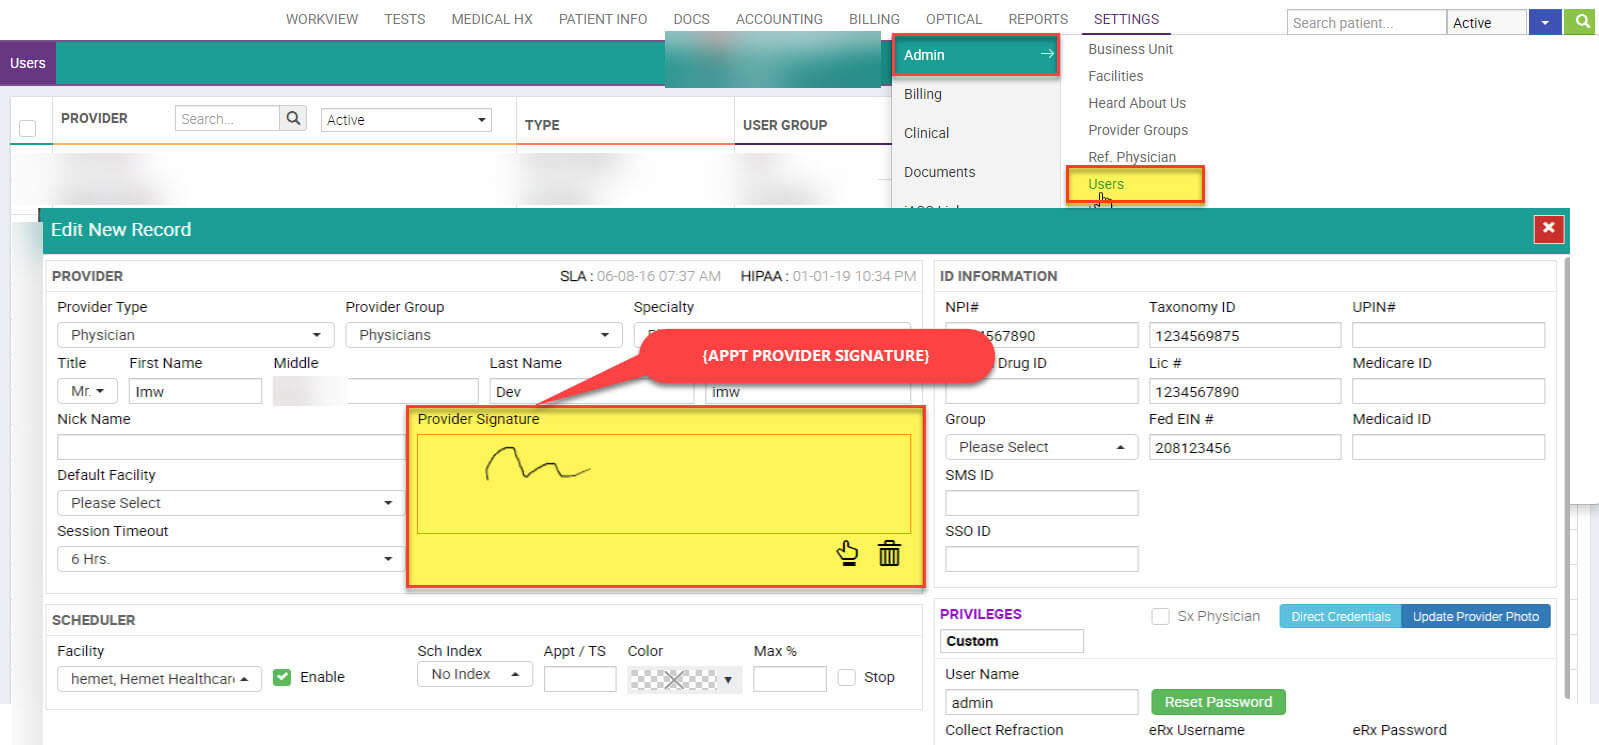 WORKVIEW TESTS MEDICAL HX PATIENT INFO DOCS ACCOUNTING BILLING OPTICAL REPORTS SETTINGS Search patient... Active
Users
Admin
Billing
Clinical
Documents
Business Unit
Facilities
Heard About Us
Provider Groups
Ref. Physician
Users
PROVIDER Search... Active TYPE USER GROUP
Edit New Record
PROVIDER SLA : 06-08-16 07:37 AM HIPAA : 01-01-19 10:34 PM
Provider Type Provider Group Specialty
Physician Physicians
{APPT PROVIDER SIGNATURE}
Title First Name Middle Last Name
Mr. Imw Dev imw
Nick Name Provider Signature
Default Facility
Please Select
Session Timeout
6 Hrs.
ID INFORMATION
NPI# Taxonomy ID UPIN#
567890 1234569875
Drug ID Lic # Medicare ID
1234567890
Group Fed EIN # Medicaid ID
Please Select 208123456
SMS ID
SSO ID
SCHEDULER
Facility Sch Index Appt / TS Color Max %
hemet, Hemet Healthcar Enable No Index Stop
PRIVILEGES Sx Physician Direct Credentials Update Provider Photo
Custom
User Name
admin Reset Password
Collect Refraction eRx Username eRx Password